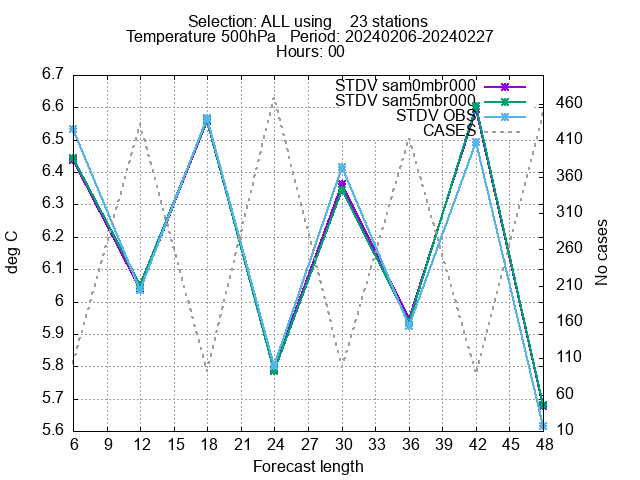 Selection: ALL using 23 stations
Temperature 500hPa Period: 20240206-20240227
Hours: 00
STDV sam0mbr000
STDV sam5mbr000
STDV OBS
CASES
deg C
6.7
6.6
6.5
6.4
6.3
6.2
6.1
6
5.9
5.8
5.7
5.6
460
410
360
310
260
210
160
110
60
10
No cases
6 9 12 15 18 21 24 27 30 33 36 39 42 45 48
Forecast length